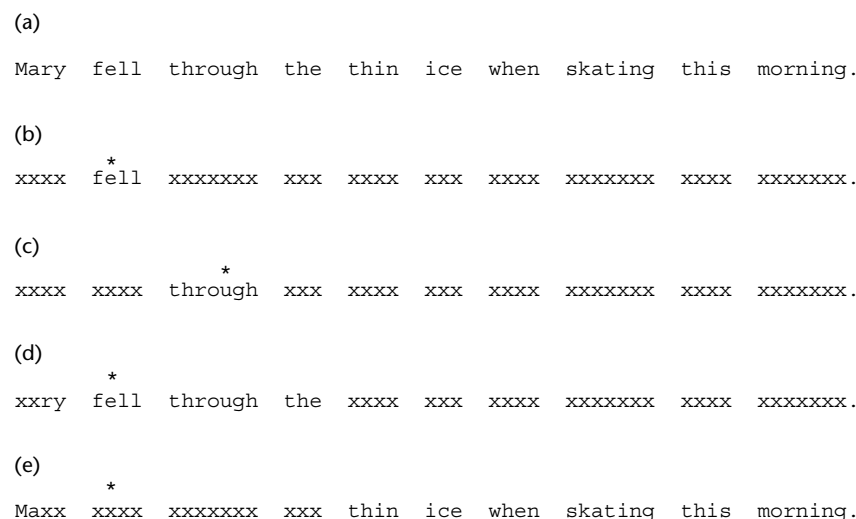 (a)
Mary fell through the thin ice when skating this morning.
(b)
*
xxxx fell xxxxxxx xxx xxxx xxx xxxx xxxxxxx xxxx xxxxxxx.
(c)
*
xxxx xxxx through xxx xxxx xxx xxxx xxxxxxx xxxx xxxxxxx.
(d)
*
xxry fell through the xxxx xxx xxxx xxxxxxx xxxx xxxxxxx.
(e)
*
Maxx xxxx xxxxxxx xxx thin ice when skating this morning.